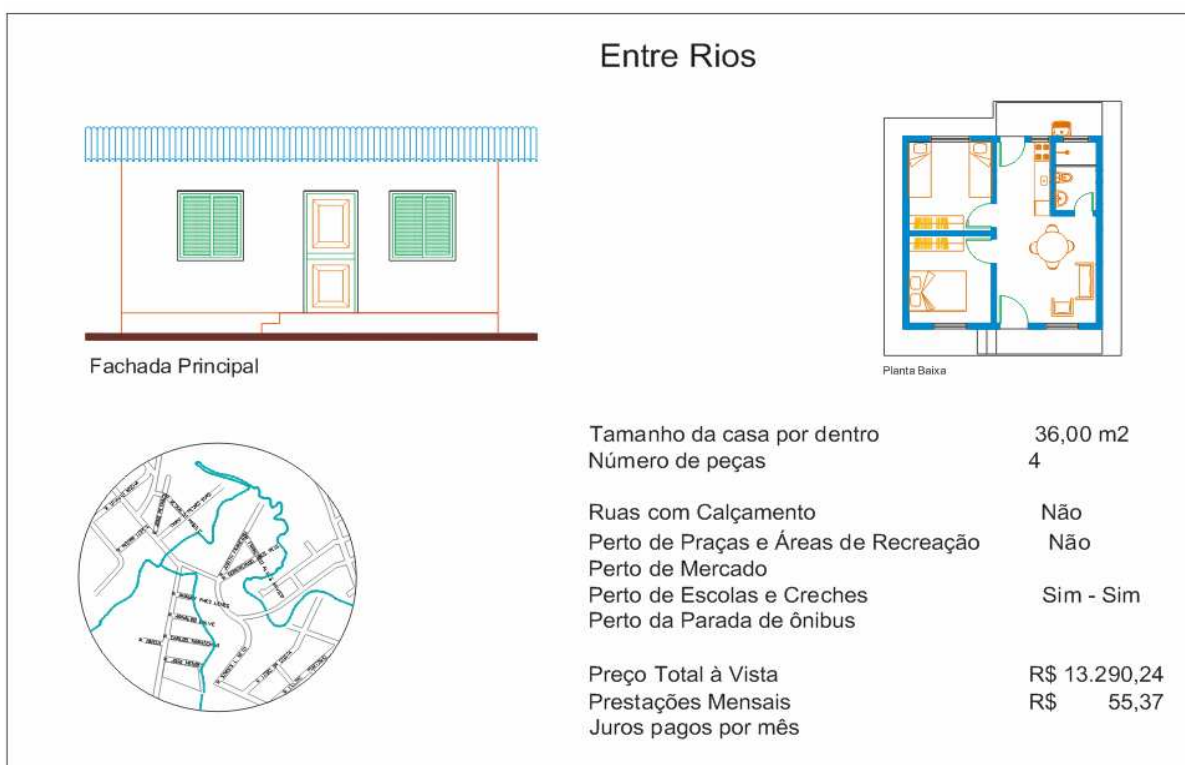 Entre Rios
Fachada Principal
Planta Baixa
Tamanho da casa por dentro 36,00 m2
Número de peças 4
Ruas com Calçamento Não
Perto de Praças e Áreas de Recreação Não
Perto de Mercado
Perto de Escolas e Creches Sim - Sim
Perto da Parada de ônibus
Preço Total à Vista R$ 13.290,24
Prestações Mensais R$ 55,37
Juros pagos por mês